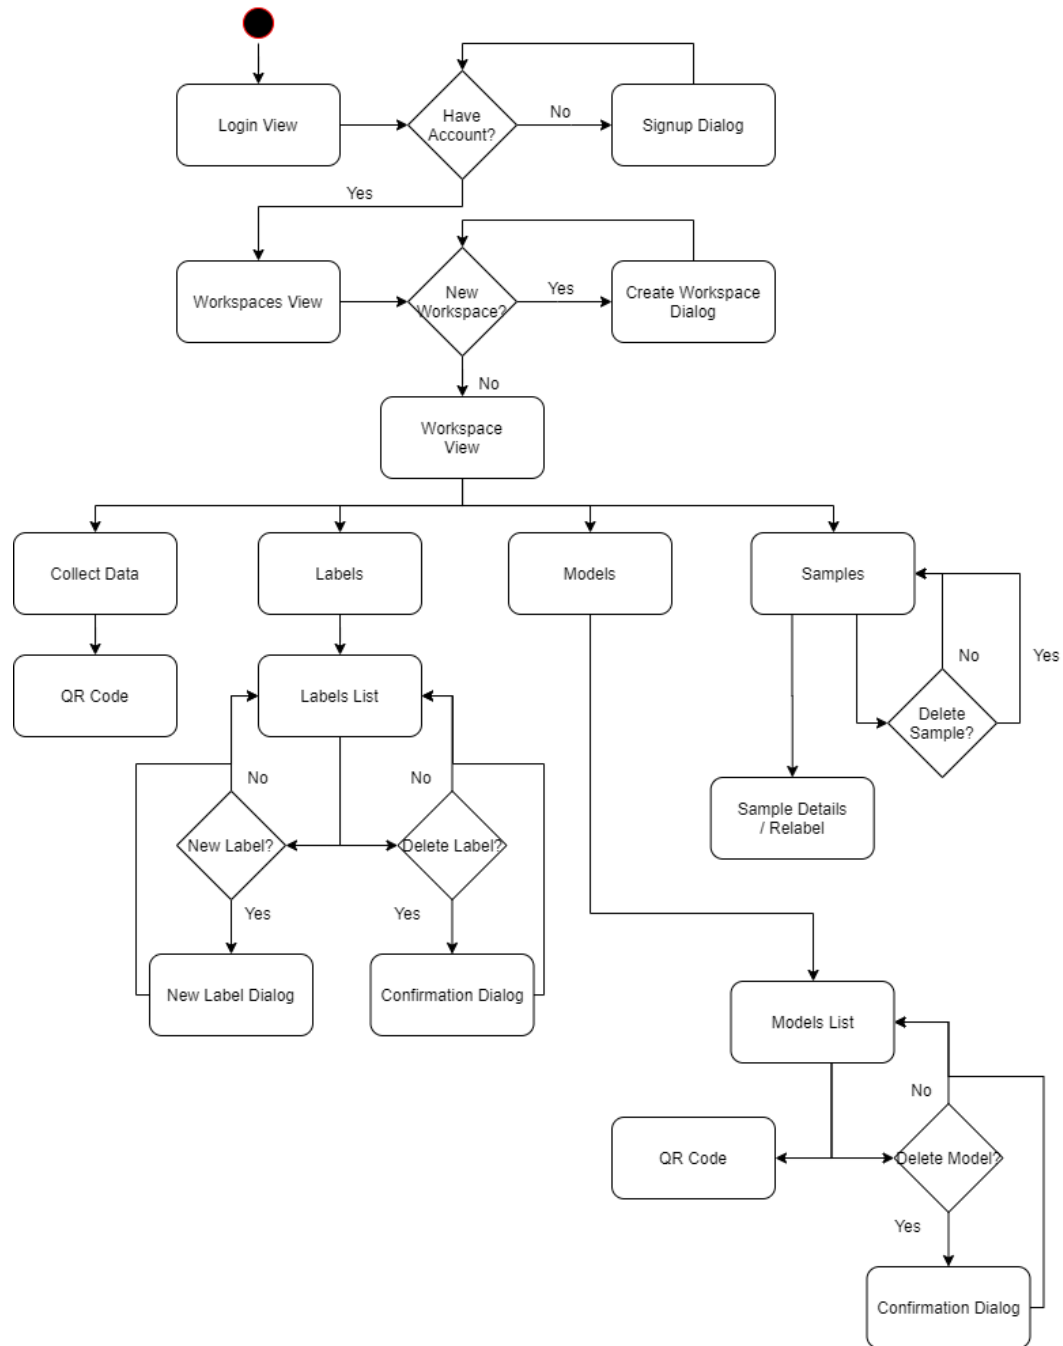 Login View
Have
Account?
No
Signup Dialog
Yes
Workspaces View
New
Workspace?
Yes
Create Workspace
Dialog
No
Workspace
View
Collect Data
Labels
Models
Samples
QR Code
Labels List
No
Yes
Delete
Sample?
No
No
Sample Details
/ Relabel
New Label?
Delete Label?
Yes
Yes
New Label Dialog
Confirmation Dialog
Models List
No
QR Code
Delete Model?
Yes
Confirmation Dialog